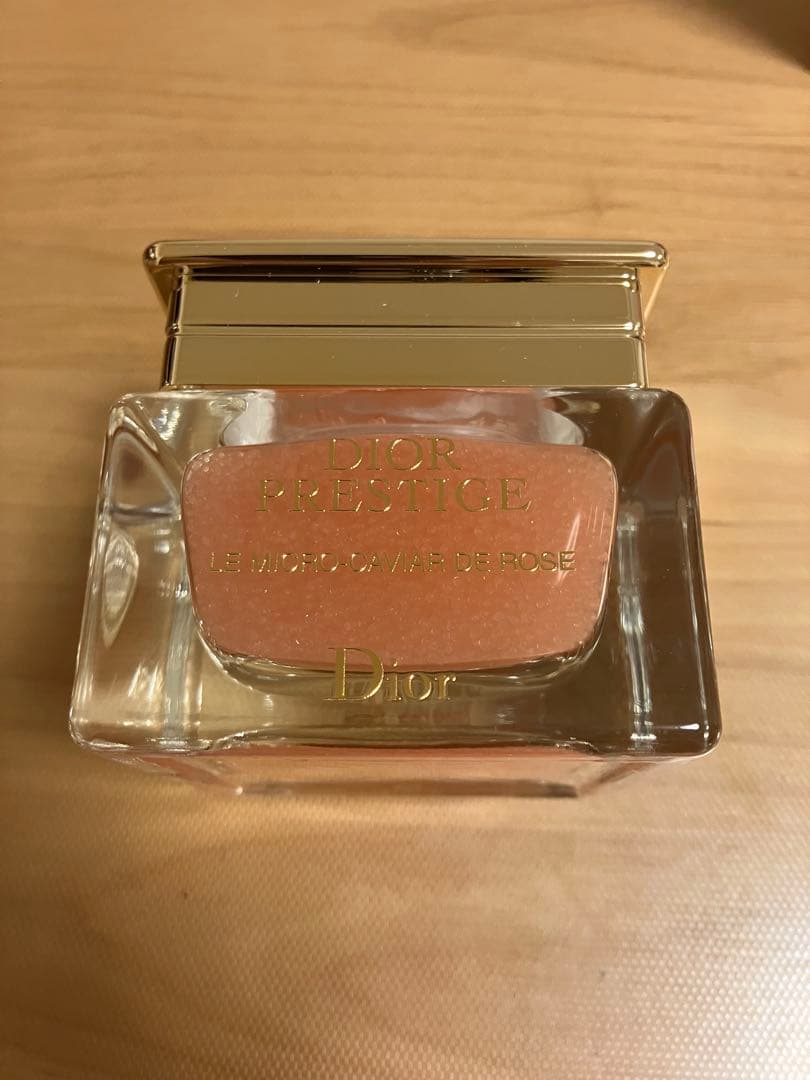 DIOR
PRESTIGE
LE MICRO-CAVIAR DE ROSE
Dior